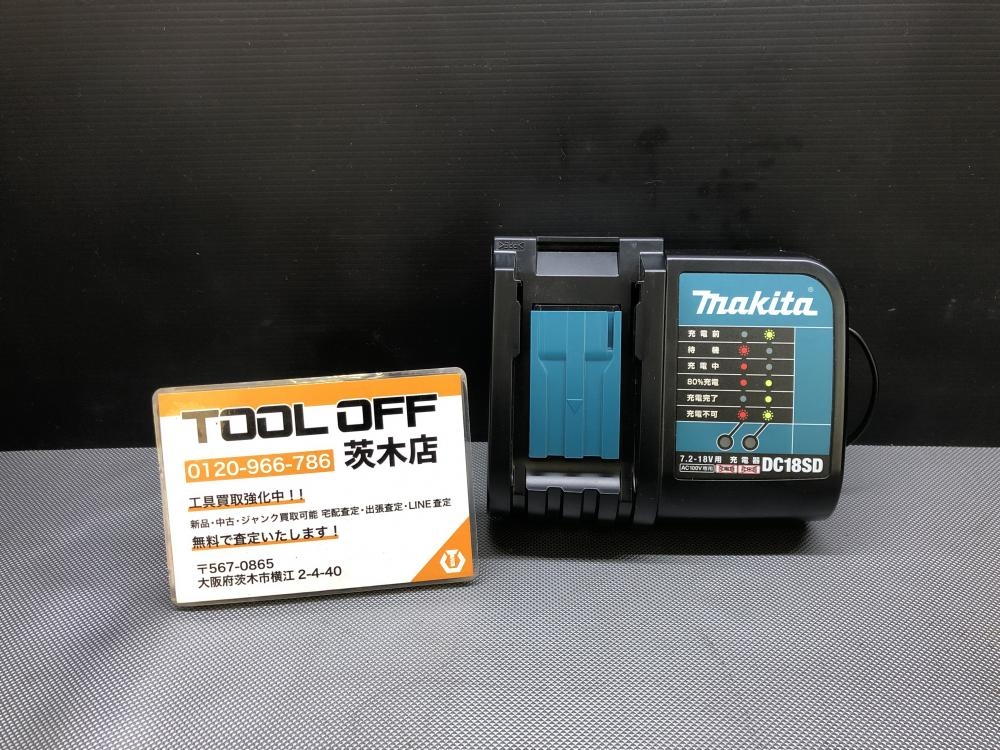 TOOL OFF
0120-966-786 茨木店
工具買取強化中!!
新品・中古・ジャンク買取可能 宅配査定・出張査定・LINE査定
無料で査定いたします!
〒567-0865
大阪府茨木市横江 2-4-40
makita
充電前
待機
充電中
80%充電
充電完了
充電不可
7.2-18V用 充電器
AC100V専用
DC18SD